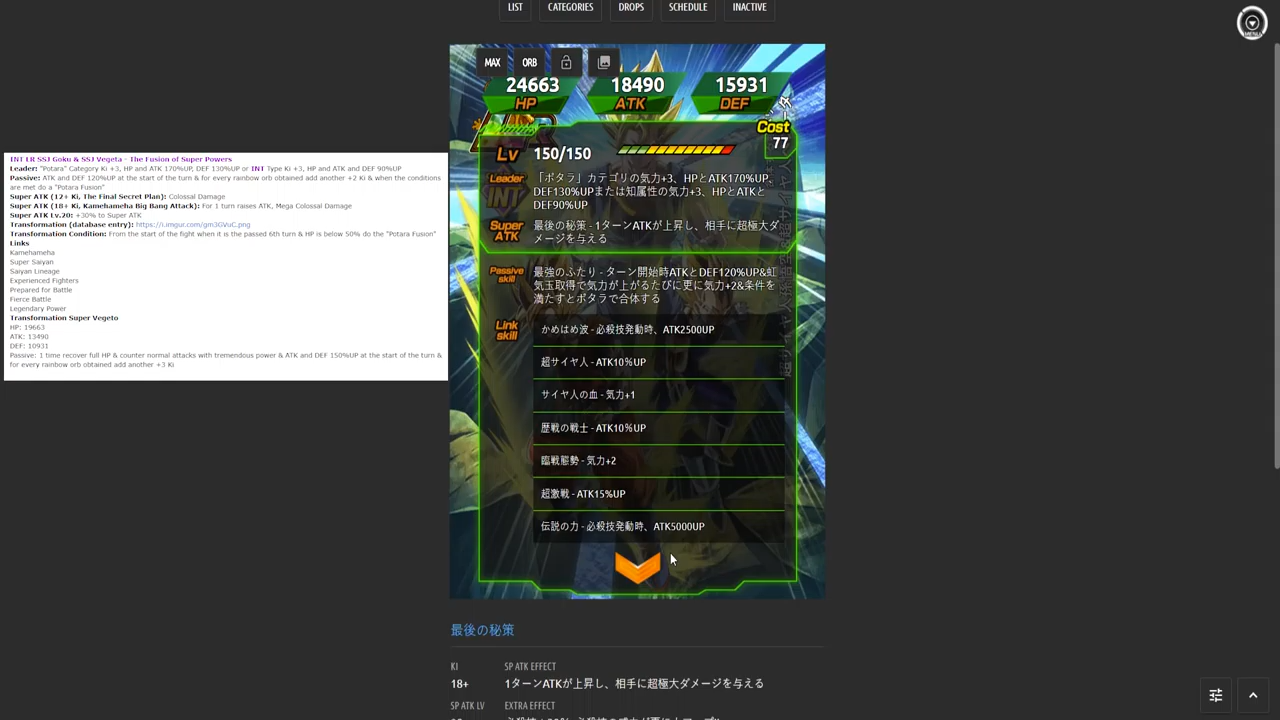 LIST CATEGORIES DROPS SCHEDULE INACTIVE
MENU
MAX ORB
24663 18490 15931
HP ATK DEF
Cost
77
Lv 150/150
Leader
「ポタラ」カテゴリの気力+3、HPとATK170%UP、
DEF130%UPまたは知属性の気力+3、HPとATKと
DEF90%UP
INT
Super
ATK
最後の秘策 - 1ターンATKが上昇し、相手に超極大ダ
メージを与える
Passive
skill
最強のふたり - ターン開始時ATKとDEF120%UP&虹
気玉取得で気力が上がるたびに更に気力+2&条件を
満たすとポタラで合体する
Link
skill
かめはめ波 - 必殺技発動時、ATK2500UP
超サイヤ人 - ATK10%UP
サイヤ人の血 - 気力+1
歴戦の戦士 - ATK10%UP
臨戦態勢 - 気力+2
超激戦 - ATK15%UP
伝説の力 - 必殺技発動時、ATK5000UP
INT LR SSJ Goku & SSJ Vegeta - The Fusion of Super Powers
Leader: "Potara" Category Ki +3, HP and ATK 170%UP, DEF 130%UP or INT Type Ki +3, HP and ATK and DEF 90%UP
Passive: ATK and DEF 120%UP at the start of the turn & for every rainbow orb obtained add another +2 Ki & when the conditions
are met do a "Potara Fusion"
Super ATK (12+ Ki, The Final Secret Plan): Colossal Damage
Super ATK (18+ Ki, Kamehameha Big Bang Attack): For 1 turn raises ATK, Mega Colossal Damage
Super ATK Lv.20: +30% to Super ATK
Transformation (database entry): https://i.imgur.com/gm3GVuC.png
Transformation Condition: From the start of the fight when it is the passed 6th turn & HP is below 50% do the "Potara Fusion"
Links
Kamehameha
Super Saiyan
Saiyan Lineage
Experienced Fighters
Prepared for Battle
Fierce Battle
Legendary Power
Transformation Super Vegeto
HP: 19663
ATK: 13490
DEF: 10931
Passive: 1 time recover full HP & counter normal attacks with tremendous power & ATK and DEF 150%UP at the start of the turn &
for every rainbow orb obtained add another +3 Ki
最後の秘策
KI SP ATK EFFECT
18+ 1ターンATKが上昇し、相手に超極大ダメージを与える
SP ATK LV EXTRA EFFECT